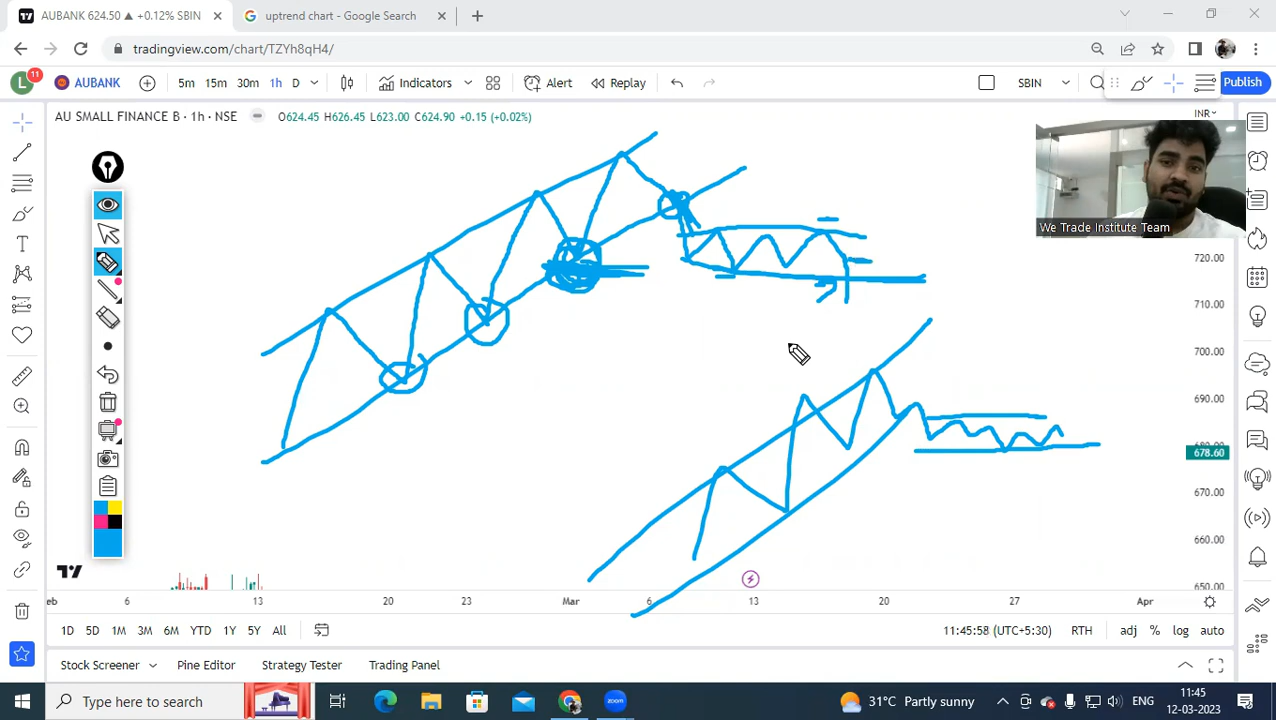 AUBANK 624.50 ▲ +0.12% SBIN
uptrend chart - Google Search
tradingview.com/chart/TZYh8qH4/
L 11 AUBANK 5m 15m 30m 1h D Indicators Alert Replay SBIN Publish
AU SMALL FINANCE B · 1h · NSE O624.45 H626.45 L623.00 C624.90 +0.15 (+0.02%)
INR
We Trade Institute Team
720.00
710.00
700.00
690.00
680.00
678.60
670.00
660.00
650.00
eb 6 13 20 23 Mar 6 13 20 27 Apr
1D 5D 1M 3M 6M YTD 1Y 5Y All 11:45:58 (UTC+5:30) RTH adj % log auto
Stock Screener Pine Editor Strategy Tester Trading Panel
Type here to search zoom 31°C Partly sunny ENG 11:45
12-03-2023